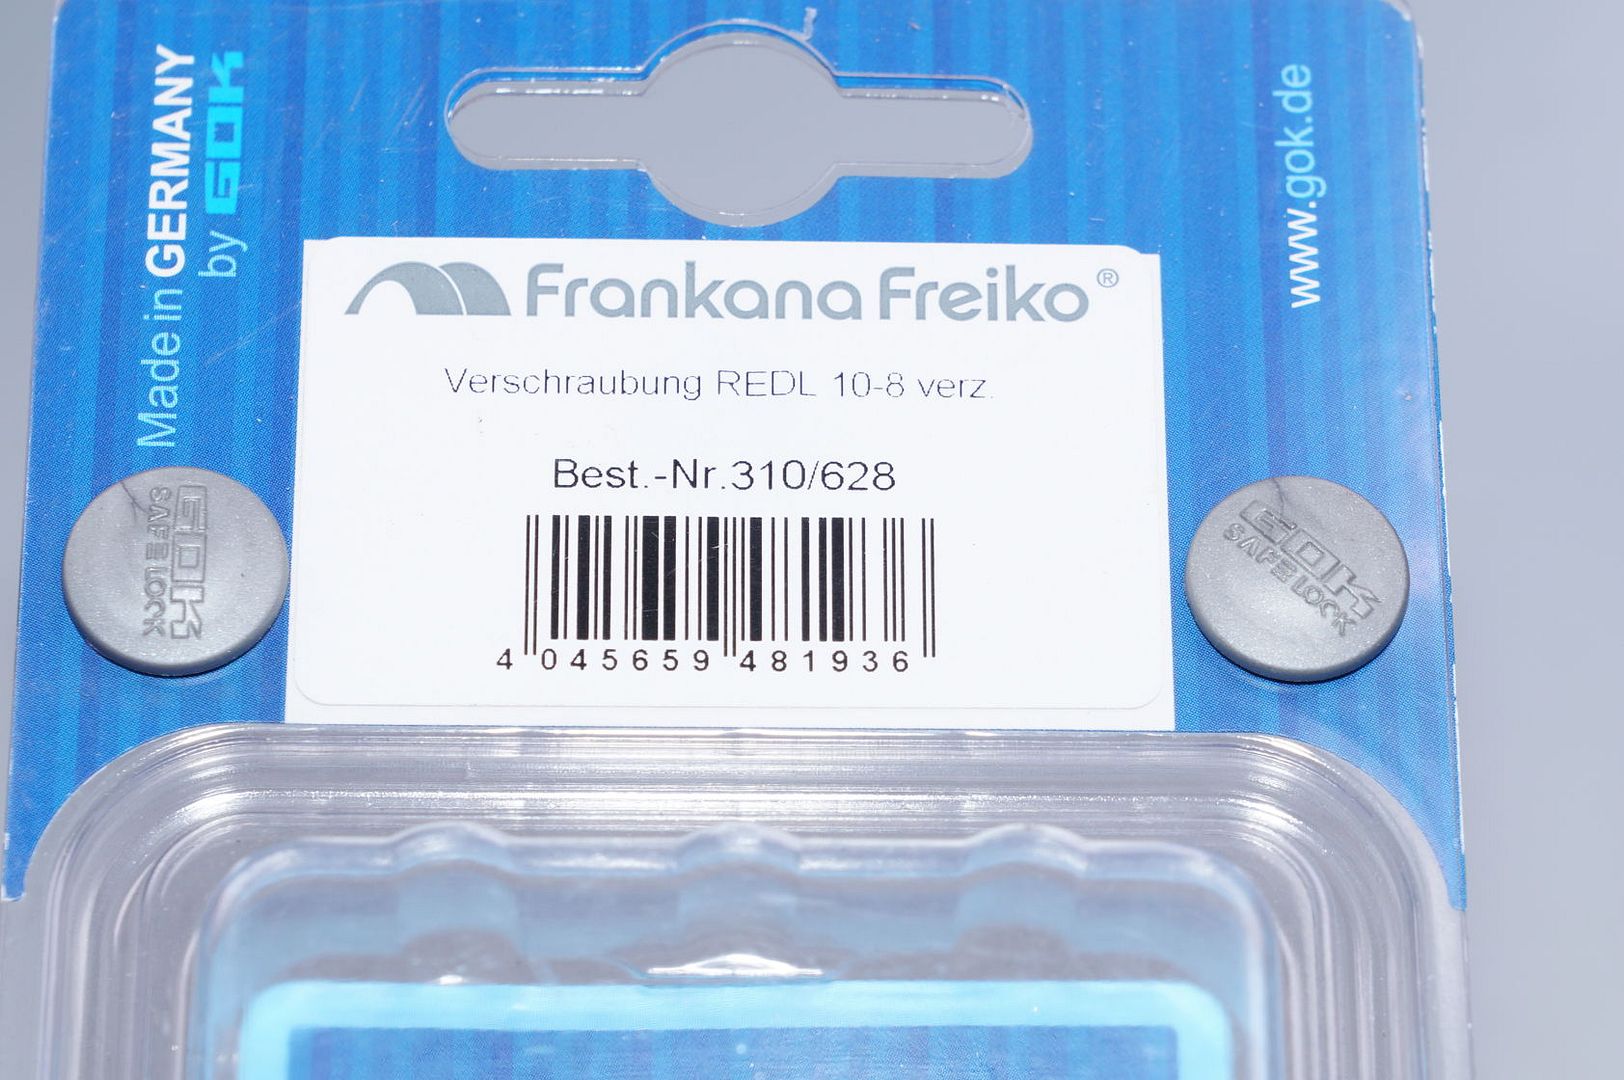 Made in GERMANY
by GOK
www.gok.de
Frankana Freiko®
Verschraubung REDL 10-8 verz.
Best.-Nr.310/628
4 045659 481936
GOK
SAFE LOCK
GOK
SAFE LOCK